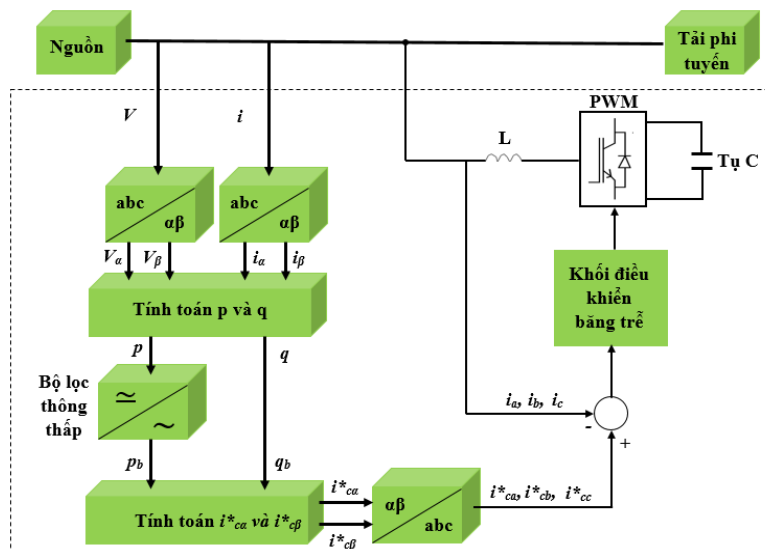 Nguồn
Tải phi
tuyến
V
i
PWM
L
Tụ C
abc
αβ
abc
αβ
Vα
Vβ
iα
iβ
Tính toán p và q
Khối điều
khiển
băng trễ
p
q
Bộ lọc
thông
thấp
≃
~
ia, ib, ic
-
+
pb
qb
i*cα
i*cβ
Tính toán i*cα và i*cβ
αβ
abc
i*ca, i*cb, i*cc